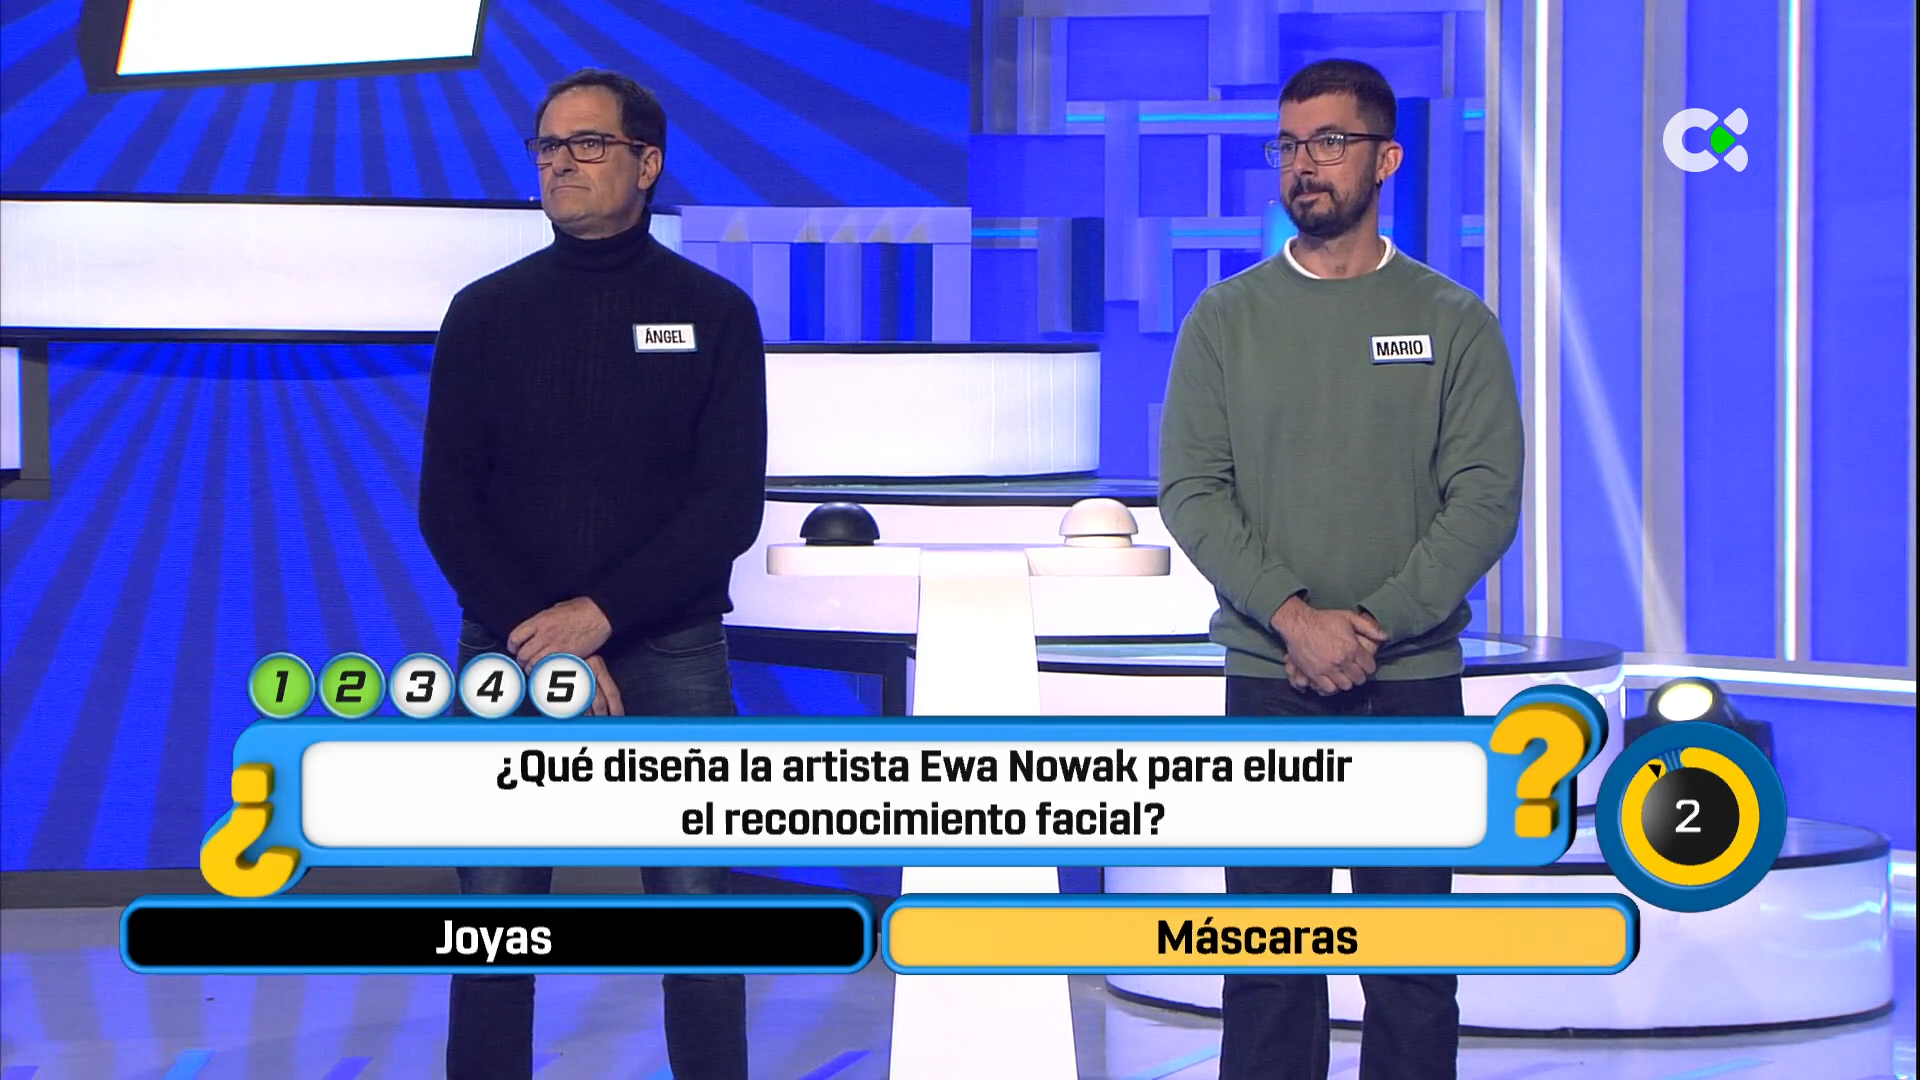 ÁNGEL
MARIO
1 2 3 4 5
¿Qué diseña la artista Ewa Nowak para eludir
el reconocimiento facial?
2
Joyas
Máscaras